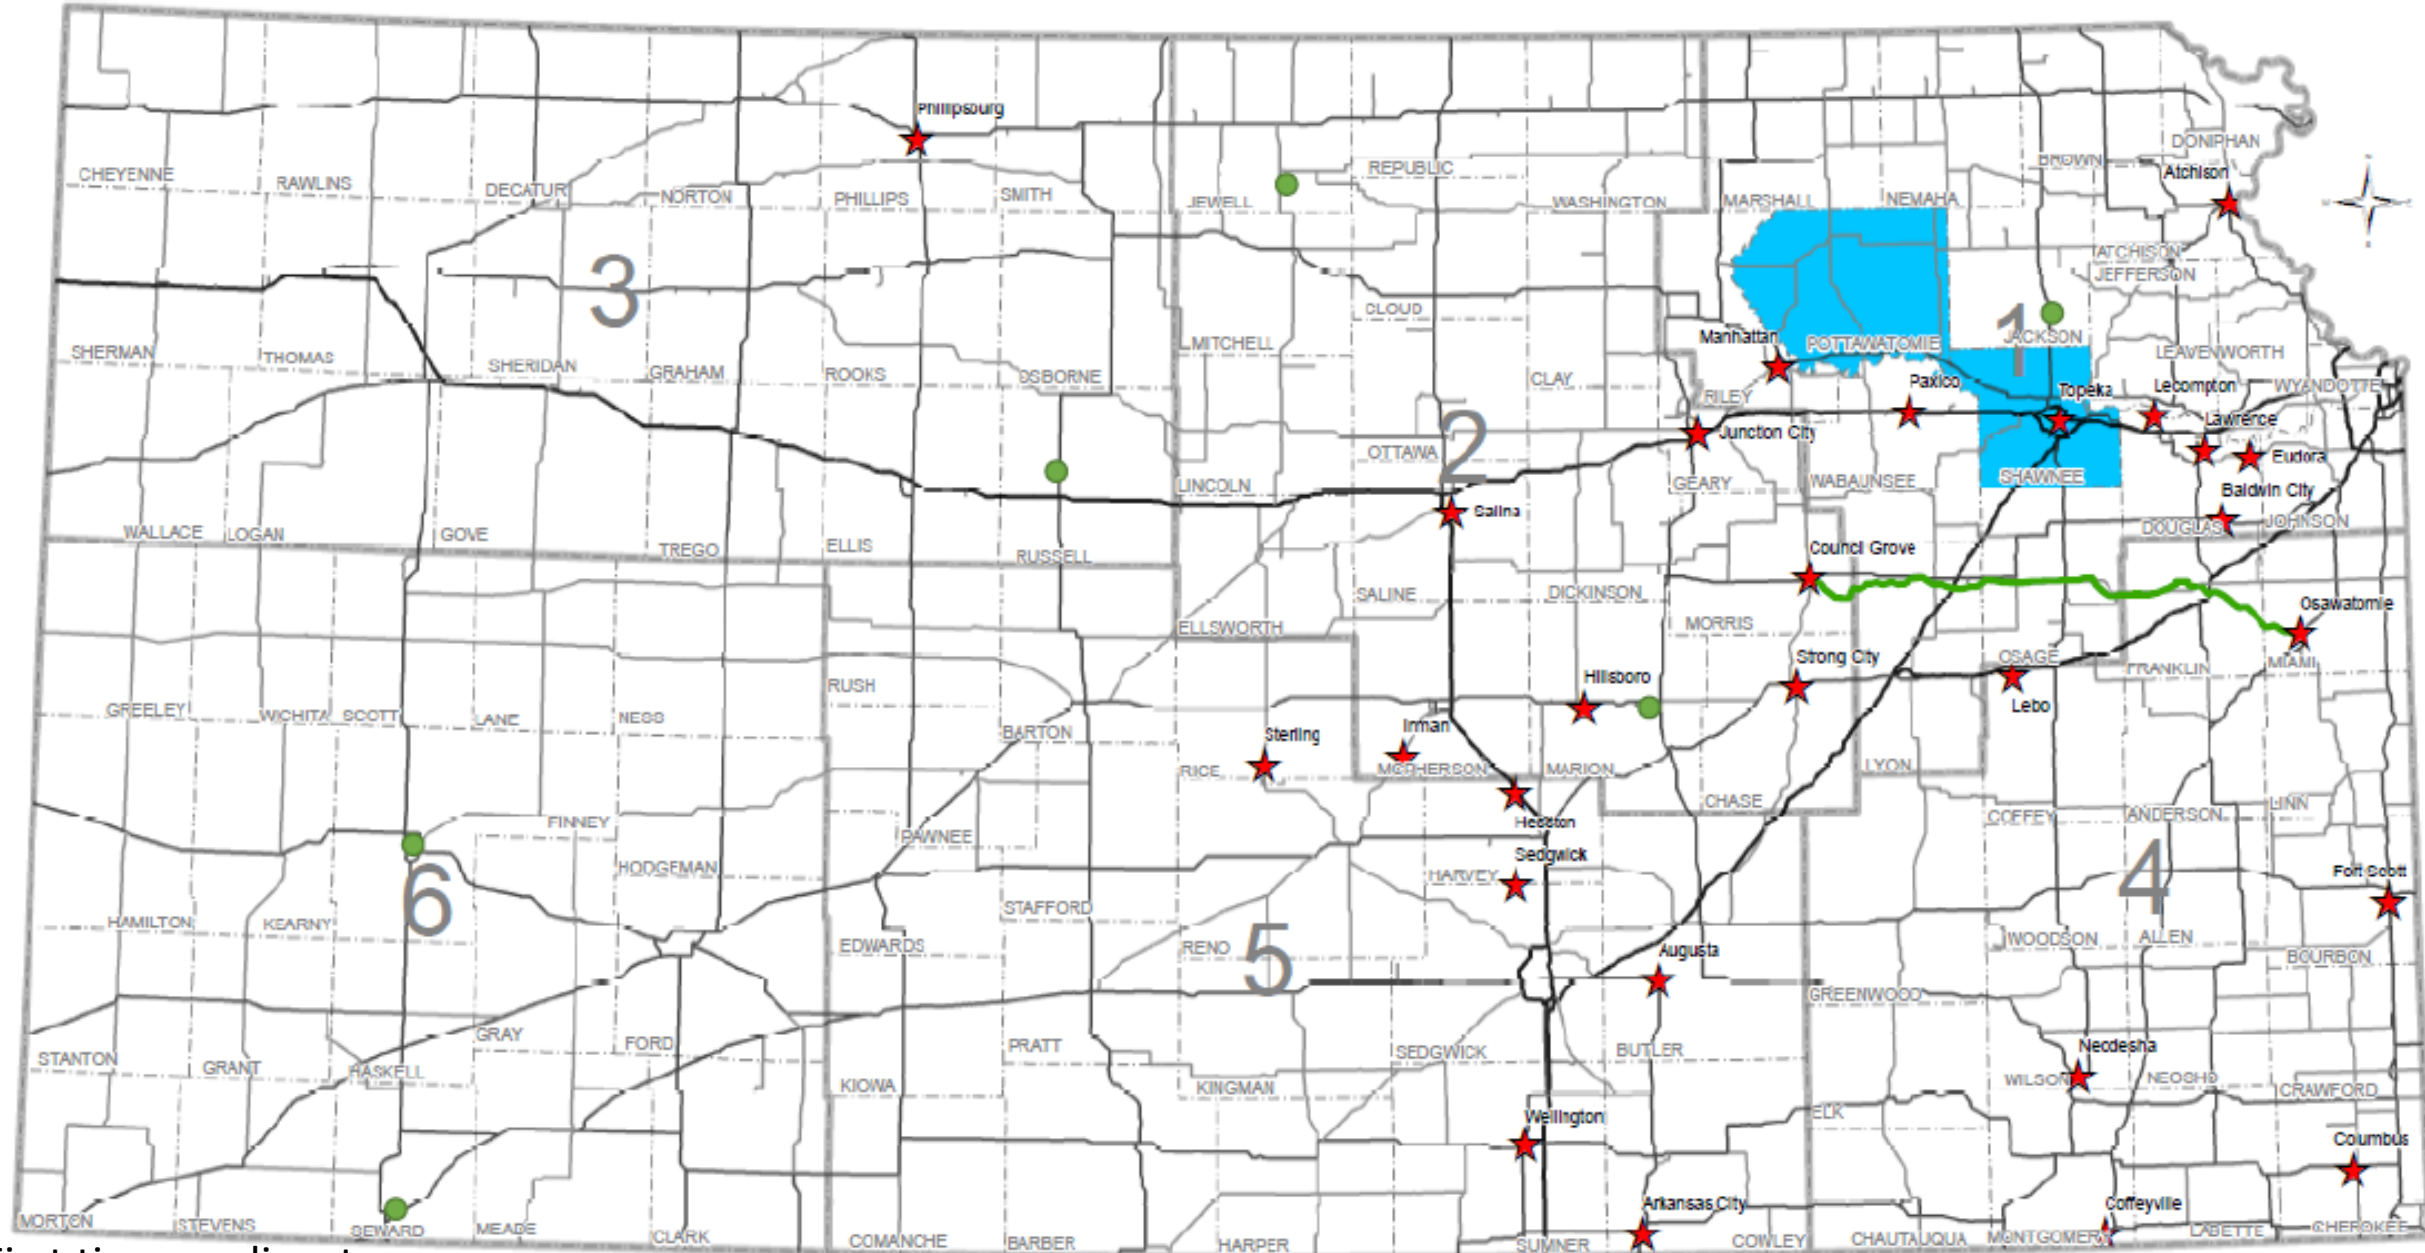 Phillipsburg
DONIPHAN
BROWN
REPUBLIC
Atchison
CHEYENNE
RAWLINS
DECATUR
NORTON
PHILLIPS
SMITH
JEWELL
WASHINGTON
MARSHALL
NEMAHA
ATCHISON
JEFFERSON
3
1
CLOUD
Manhattan
POTTAWATOMIE
JACKSON
MITCHELL
LEAVENWORTH
SHERMAN
THOMAS
SHERIDAN
GRAHAM
ROOKS
OSBORNE
CLAY
Paxico
Topeka
Lecompton
WYANDOTTE
RILEY
Lawrence
Junction City
2
OTTAWA
Eudora
LINCOLN
GEARY
WABAUNSEE
SHAWNEE
Baldwin City
Salina
DOUGLAS
JOHNSON
WALLACE
LOGAN
GOVE
TREGO
ELLIS
RUSSELL
Council Grove
SALINE
DICKINSON
Osawatomie
ELLSWORTH
MORRIS
Strong City
OSAGE
FRANKLIN
MIAMI
RUSH
Hillsboro
GREELEY
WICHITA
SCOTT
LANE
NESS
Lebo
BARTON
Sterling
Inman
RICE
MCPHERSON
MARION
LYON
CHASE
LINN
FINNEY
Hesston
COFFEY
ANDERSON
PAWNEE
Sedgwick
HODGEMAN
HARVEY
4
Fort Scott
6
STAFFORD
HAMILTON
KEARNY
EDWARDS
RENO
5
Augusta
WOODSON
ALLEN
BOURBON
GREENWOOD
GRAY
FORD
PRATT
SEDGWICK
BUTLER
Neodesha
STANTON
GRANT
HASKELL
KIOWA
KINGMAN
WILSON
NEOSHO
CRAWFORD
Wellington
ELK
Columbus
Arkansas City
Coffeyville
MORTON
STEVENS
SEWARD
MEADE
CLARK
COMANCHE
BARBER
HARPER
SUMNER
COWLEY
CHAUTAUQUA
MONTGOMERY
LABETTE
CHEROKEE